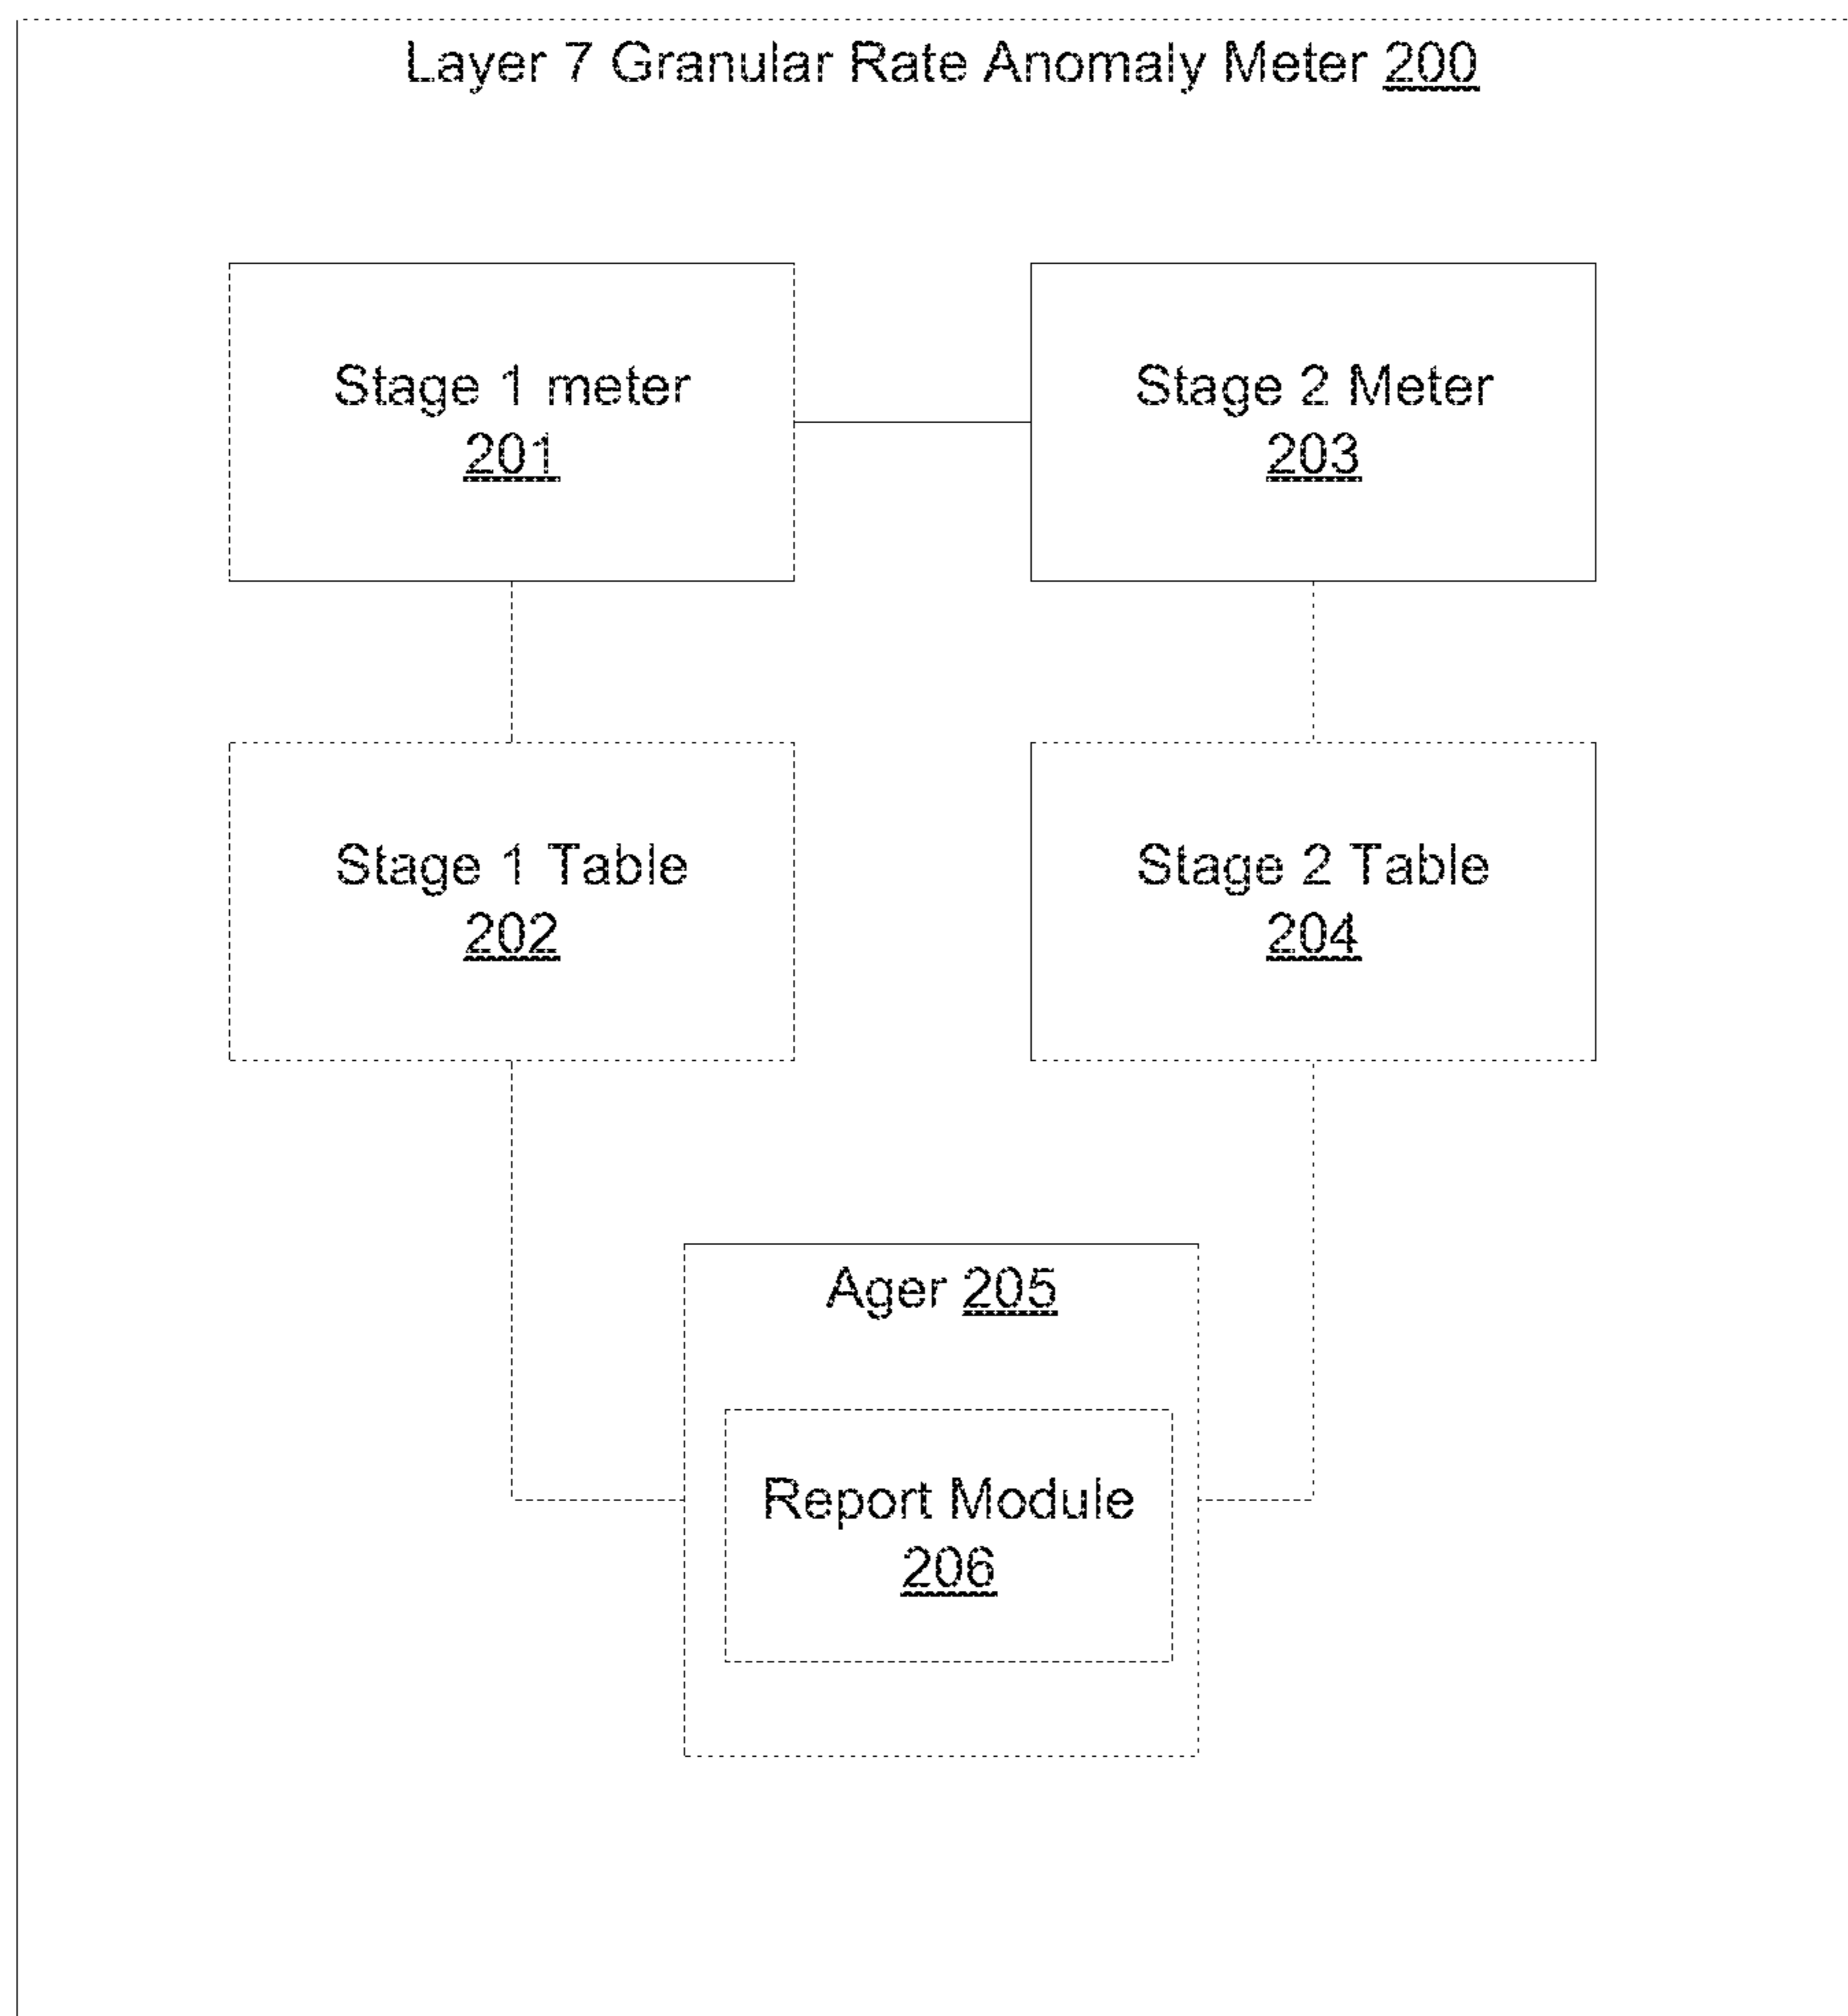 Layer 7 Granular Rate Anomaly Meter 200
Stage 1 meter
201
Stage 2 Meter
203
Stage 1 Table
202
Stage 2 Table
204
Ager 205
Report Module
206